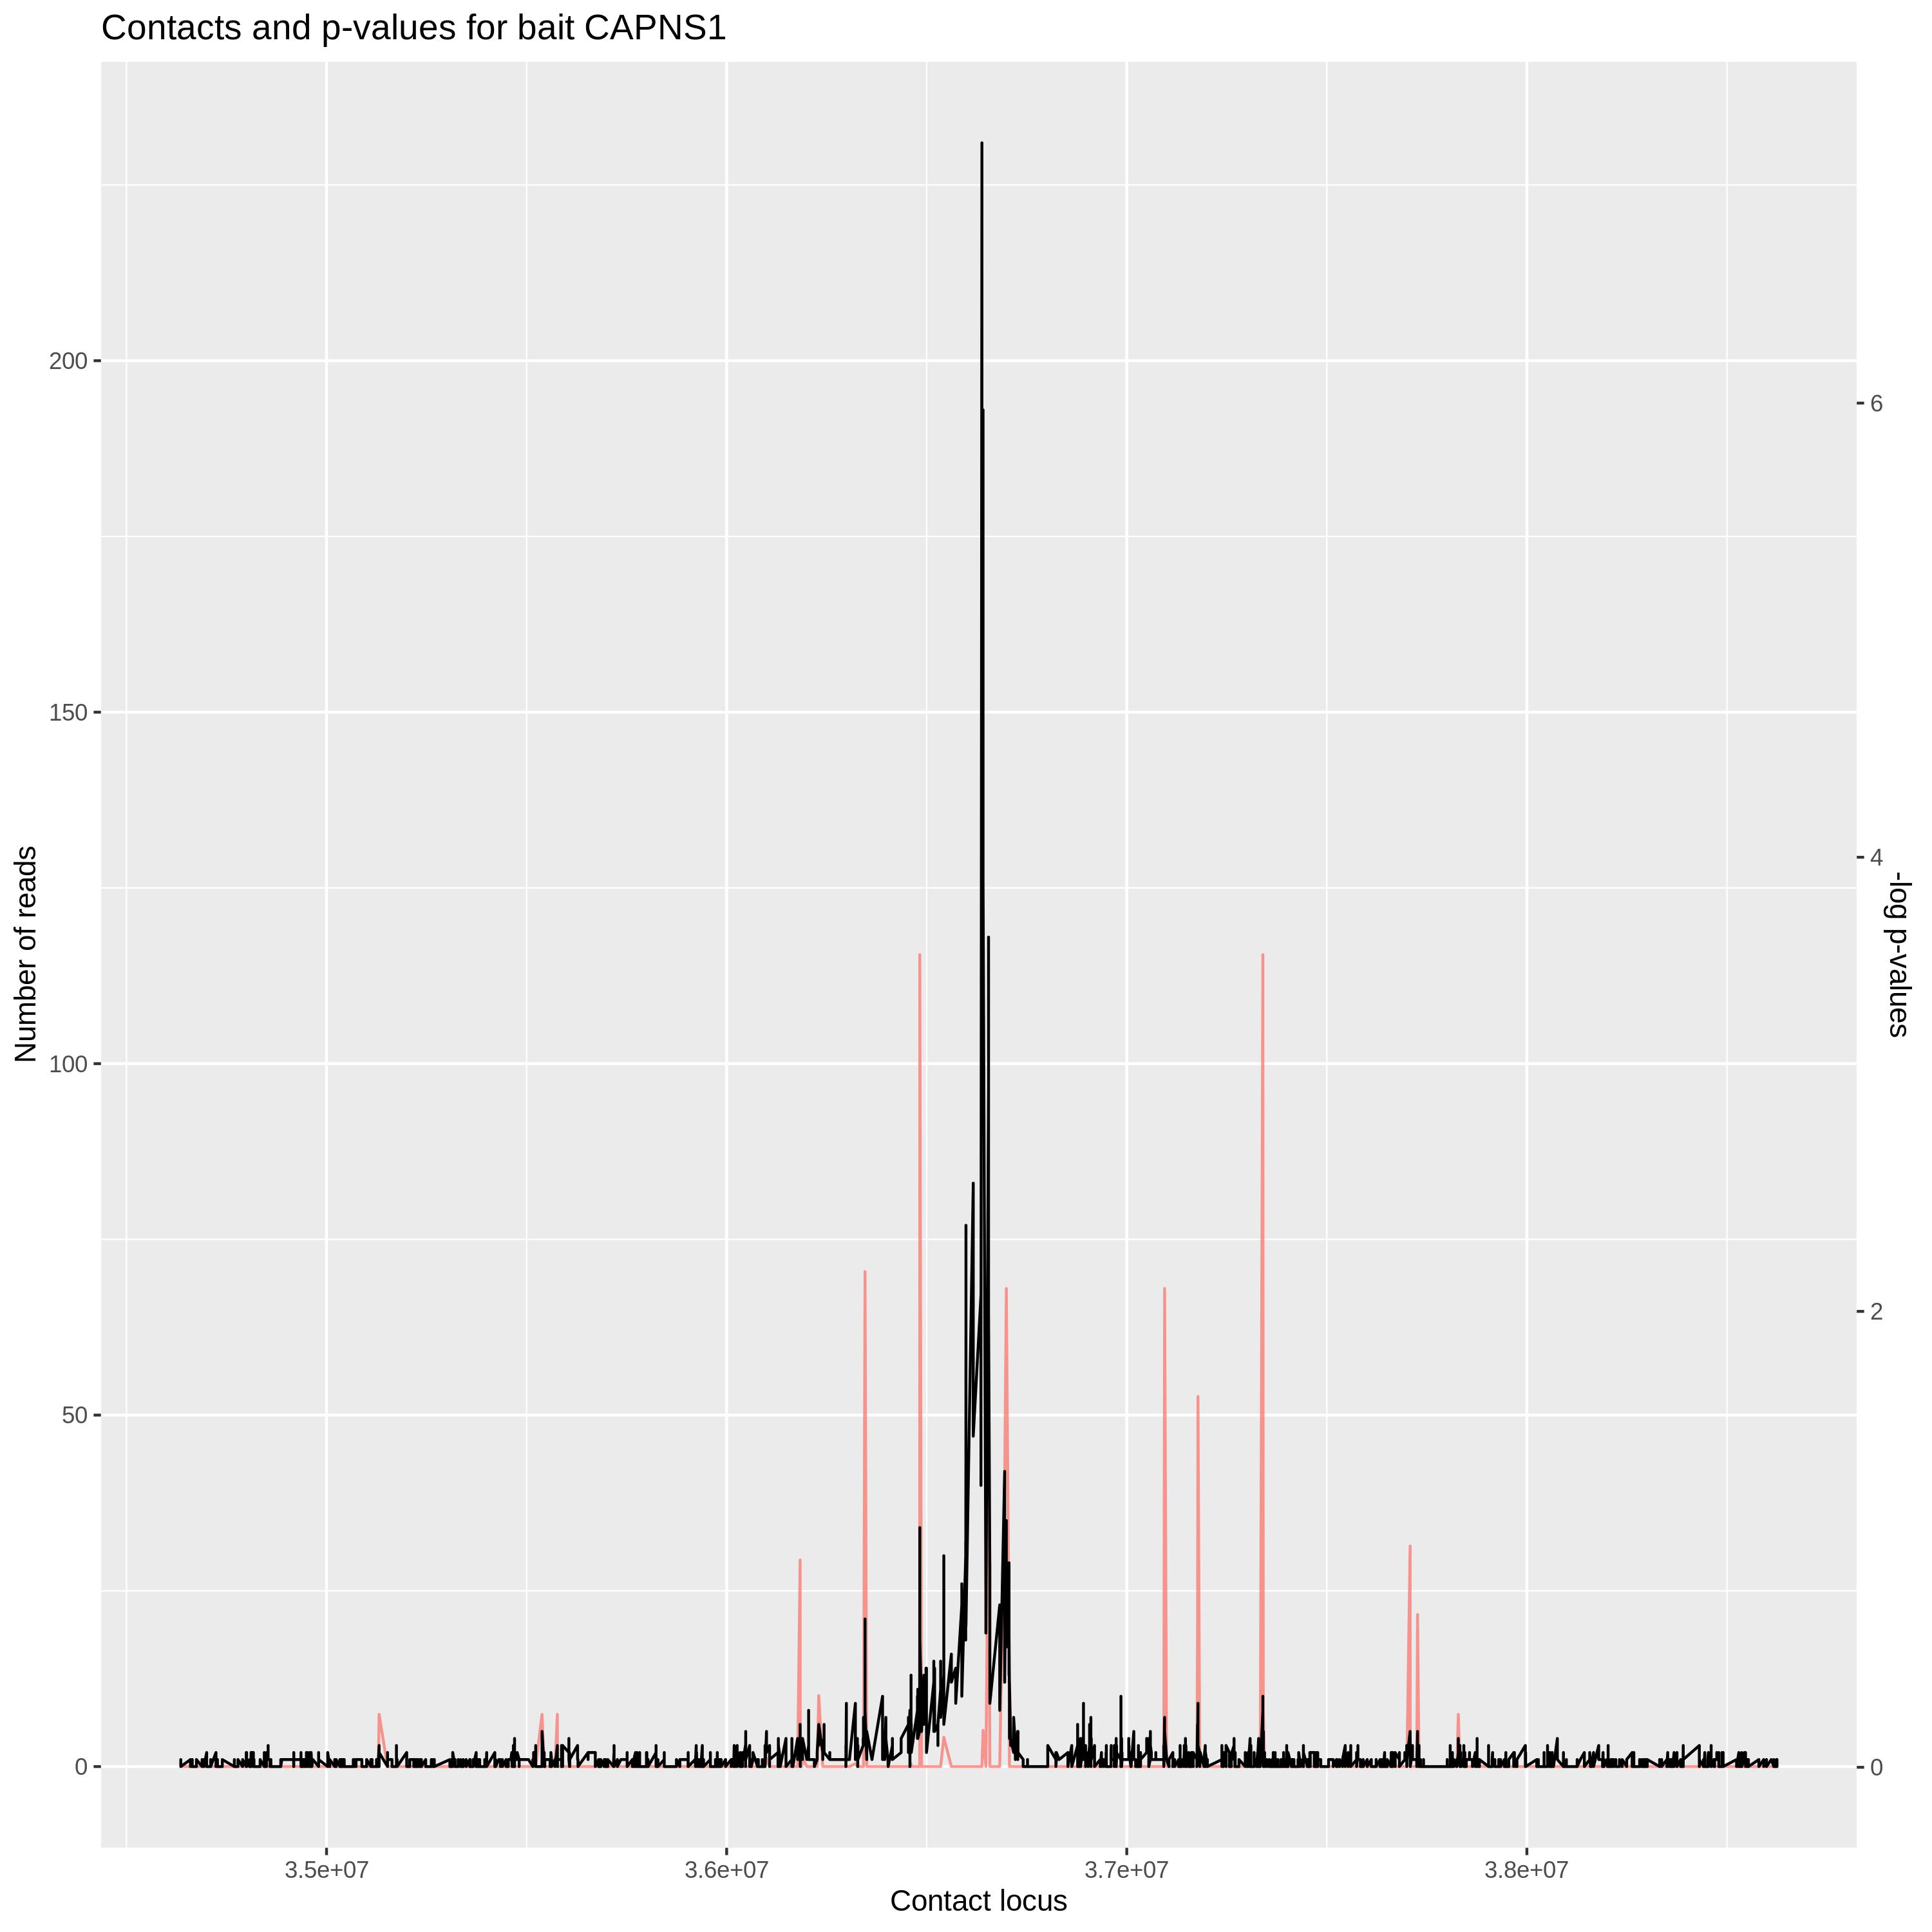 Contacts and p-values for bait CAPNS1
Number of reads
200
150
100
50
0
6
4
2
0
-log p-values
3.5e+07
3.6e+07
3.7e+07
3.8e+07
Contact locus